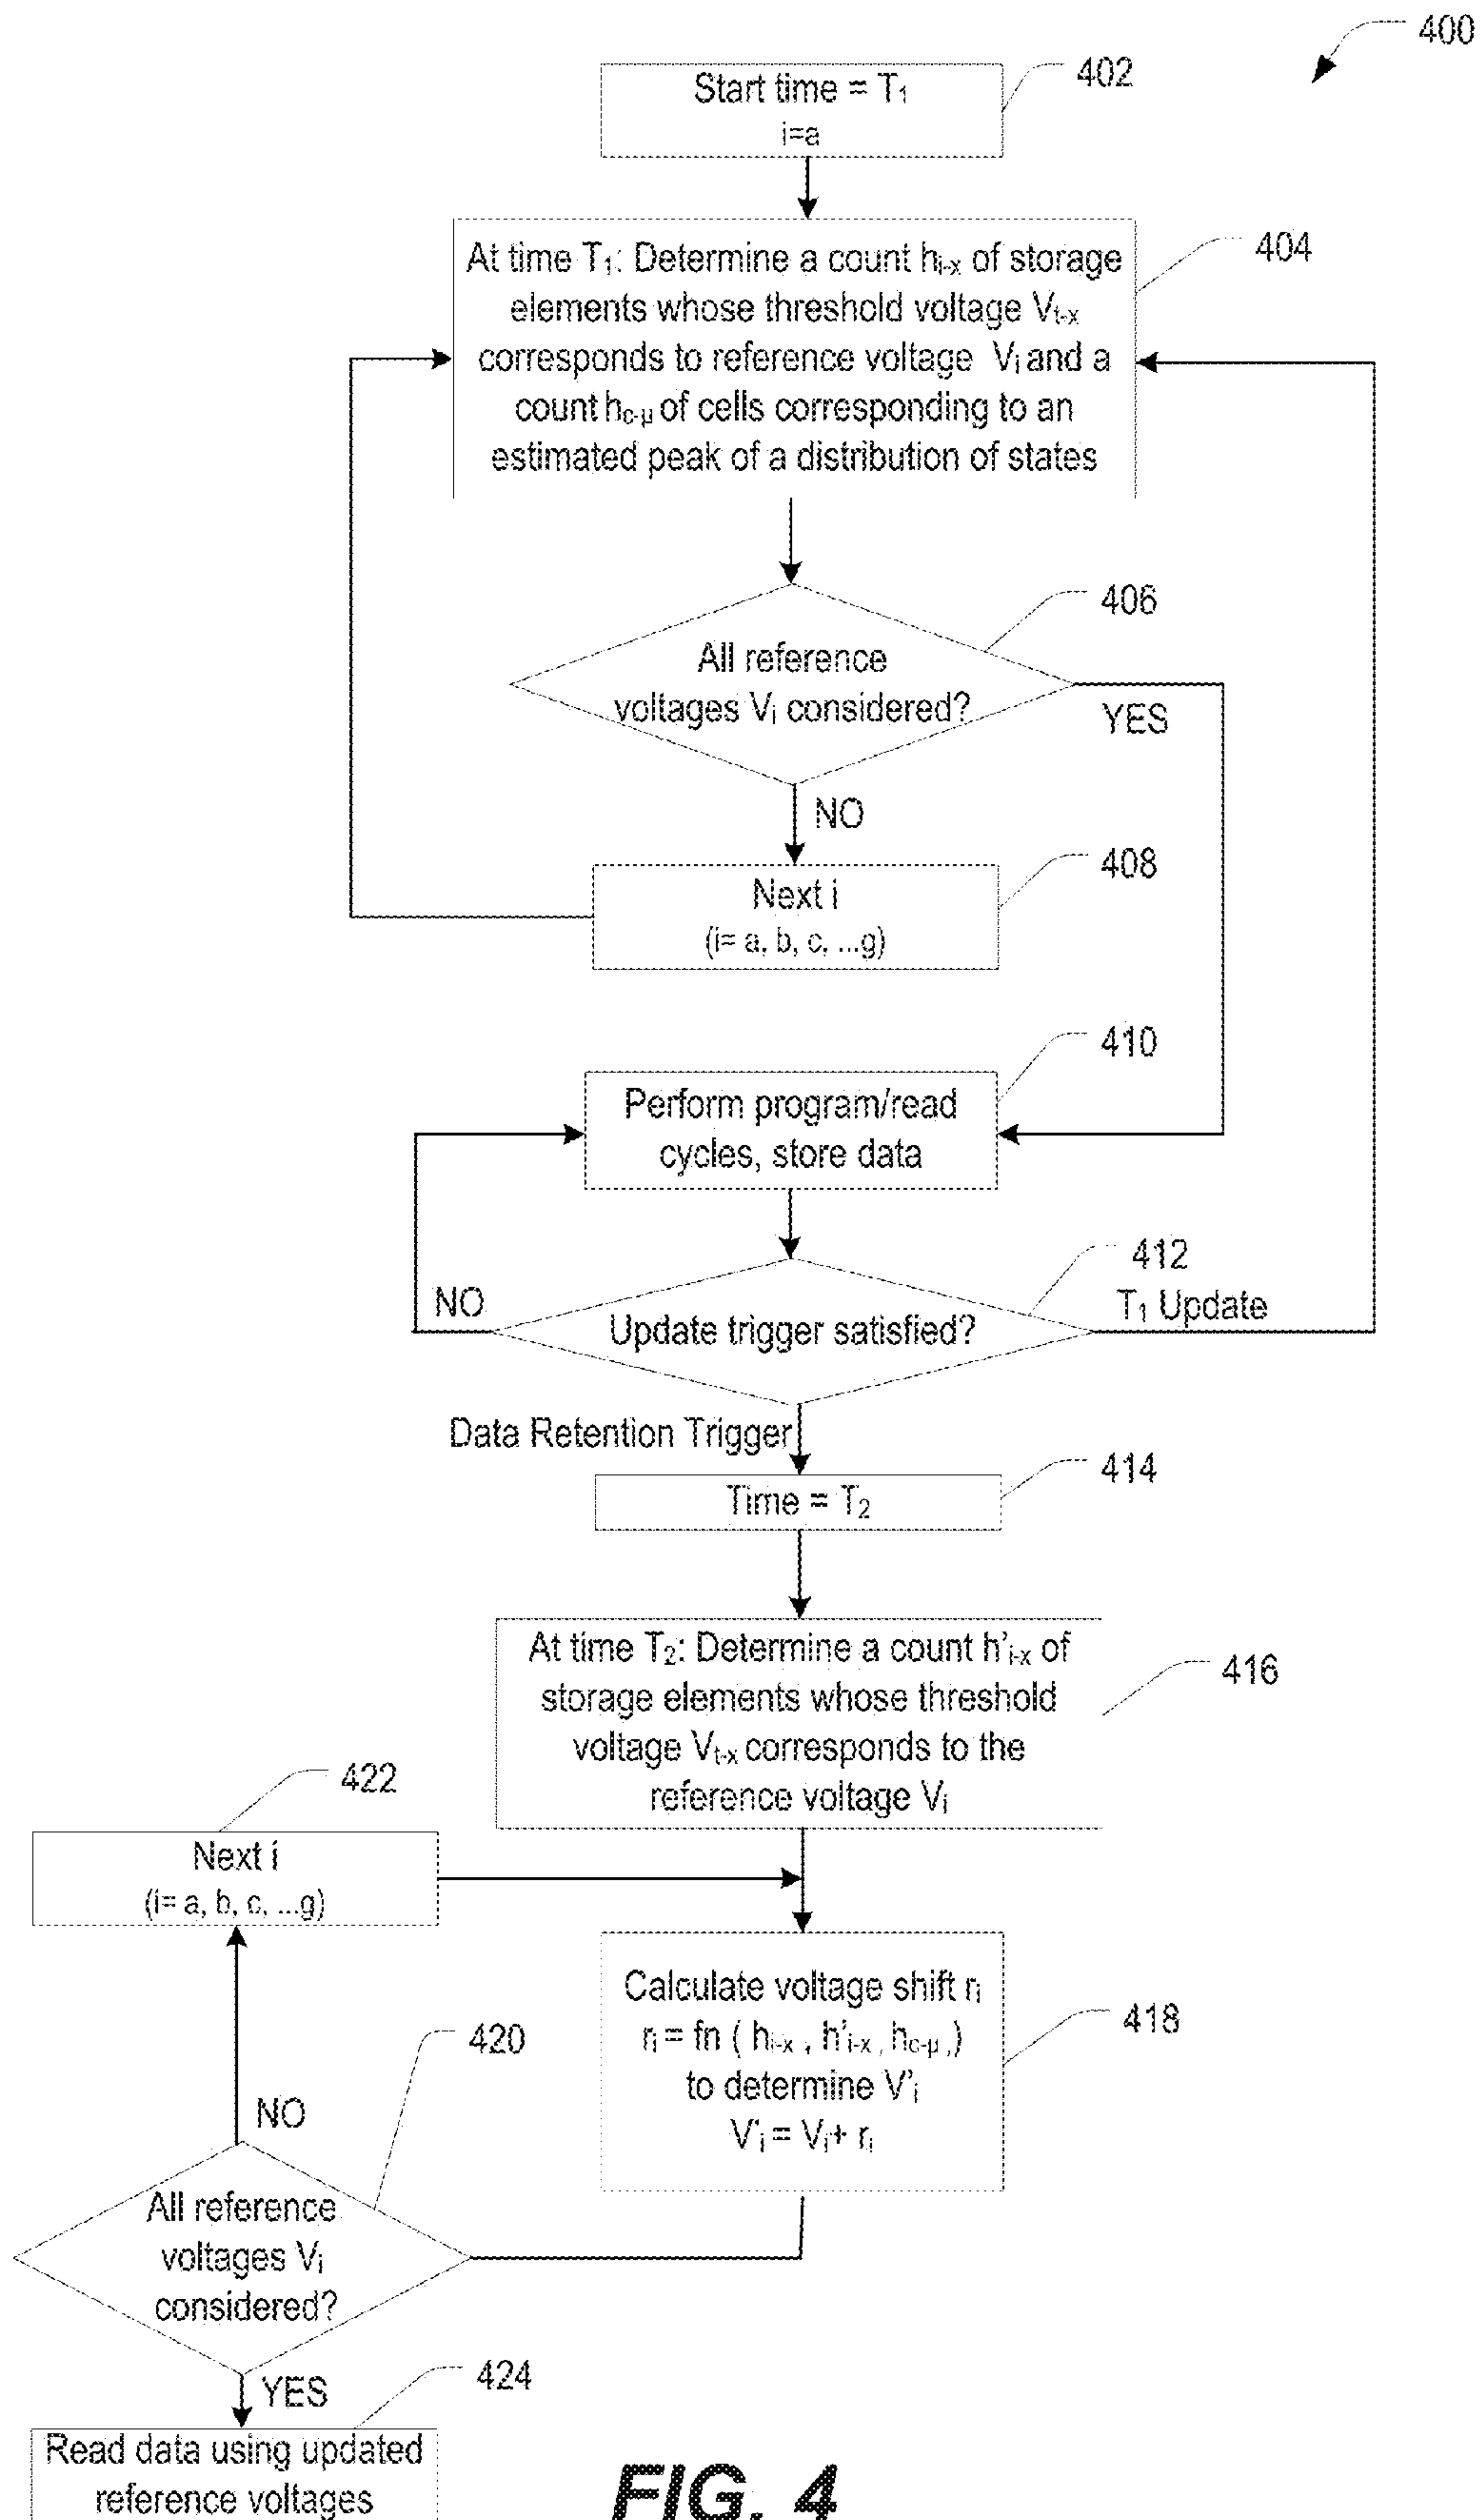 400
Start time = T₁
i=a
402
At time T₁: Determine a count hᵢ₋ₓ of storage
elements whose threshold voltage Vₜ₋ₓ
corresponds to reference voltage Vᵢ and a
count h_c-μ of cells corresponding to an
estimated peak of a distribution of states
404
All reference
voltages Vᵢ considered?
406
YES
NO
Next i
(i= a, b, c, ...g)
408
Perform program/read
cycles, store data
410
Update trigger satisfied?
412
NO
T₁ Update
Data Retention Trigger
Time = T₂
414
At time T₂: Determine a count h'ᵢ₋ₓ of
storage elements whose threshold
voltage Vₜ₋ₓ corresponds to the
reference voltage Vᵢ
416
422
Next i
(i= a, b, c, ...g)
Calculate voltage shift rᵢ
rᵢ = fn ( hᵢ₋ₓ , h'ᵢ₋ₓ , h_c-μ ,)
to determine V'ᵢ
V'ᵢ = Vᵢ + rᵢ
418
420
NO
All reference
voltages Vᵢ
considered?
YES
424
Read data using updated
reference voltages
FIG. 4